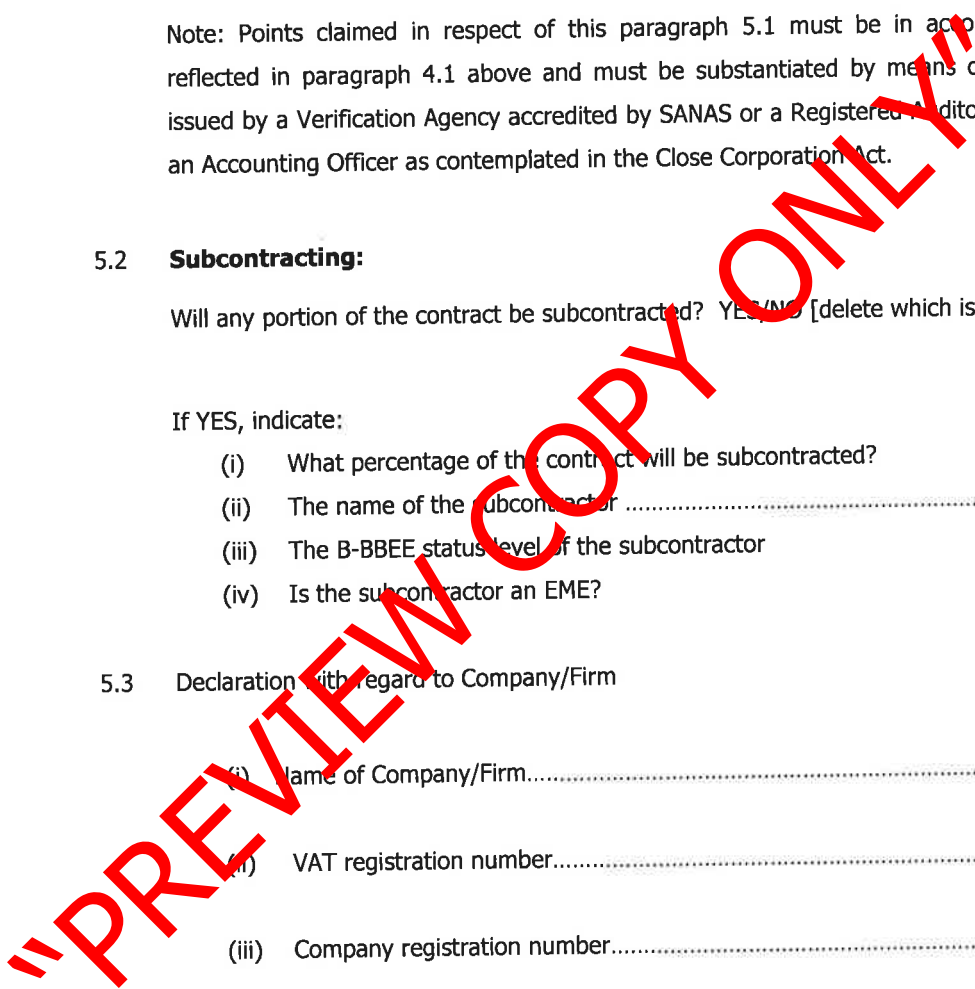 Note: Points claimed in respect of this paragraph 5.1 must be in
reflected in paragraph 4.1 above and must be substantiated by means
issued by a Verification Agency accredited by SANAS or a Registered
an Accounting Officer as contemplated in the Close Corporation Act.
5.2 Subcontracting:
Will any portion of the contract be subcontracted? YES/NO [delete which is
If YES, indicate:
(i) What percentage of the contract will be subcontracted?
(ii) The name of the subcontractor ................................
(iii) The B-BBEE status level of the subcontractor
(iv) Is the subcontractor an EME?
5.3 Declaration with regard to Company/Firm
(i) Name of Company/Firm................................
(ii) VAT registration number................................
(iii) Company registration number................................
"PREVIEW COPY ONLY"